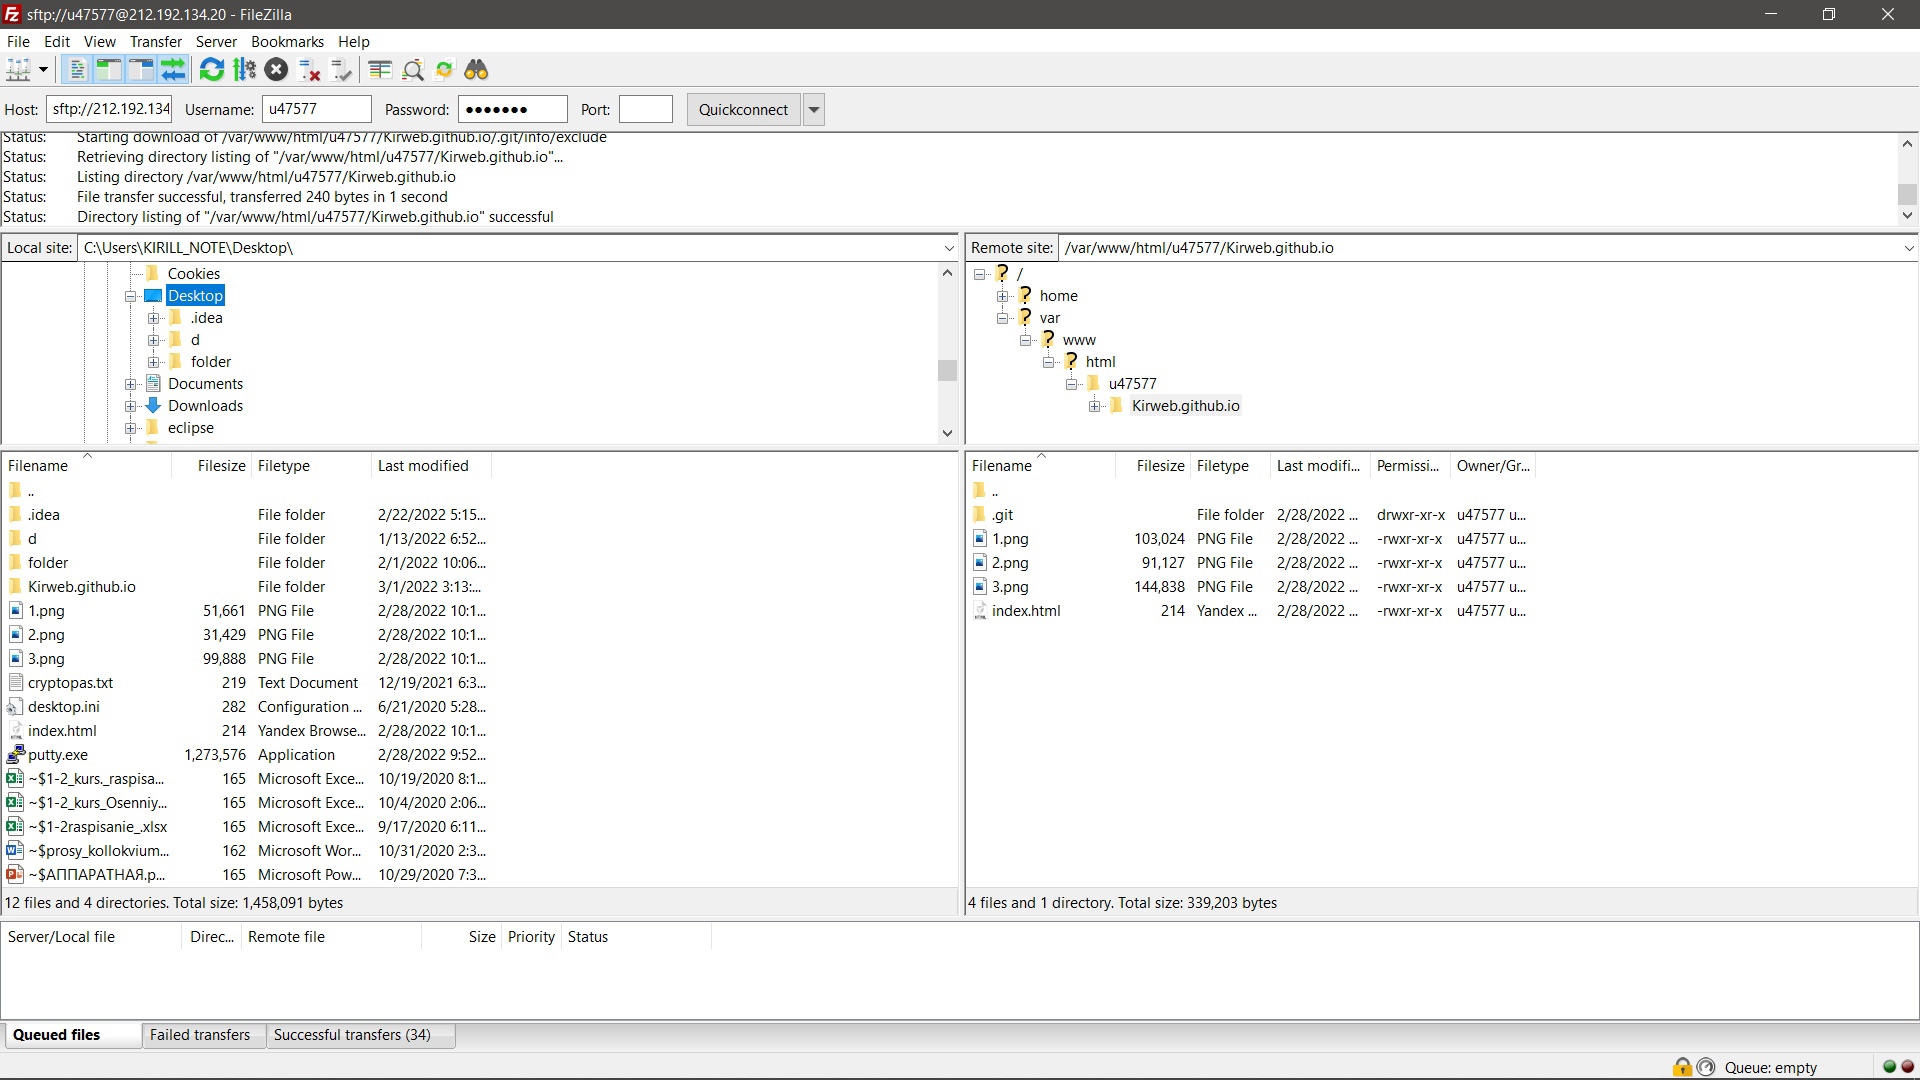 sftp://u47577@212.192.134.20 - FileZilla
File Edit View Transfer Server Bookmarks Help
Host: sftp://212.192.134 Username: u47577 Password: ●●●●●●● Port: Quickconnect
Status: Starting download of /var/www/html/u47577/Kirweb.github.io/.git/info/exclude
Status: Retrieving directory listing of "/var/www/html/u47577/Kirweb.github.io"...
Status: Listing directory /var/www/html/u47577/Kirweb.github.io
Status: File transfer successful, transferred 240 bytes in 1 second
Status: Directory listing of "/var/www/html/u47577/Kirweb.github.io" successful
Local site: C:\Users\KIRILL_NOTE\Desktop\
Cookies
Desktop
.idea
d
folder
Documents
Downloads
eclipse
Remote site: /var/www/html/u47577/Kirweb.github.io
/
home
var
www
html
u47577
Kirweb.github.io
Filename Filesize Filetype Last modified
..
.idea File folder 2/22/2022 5:15...
d File folder 1/13/2022 6:52...
folder File folder 2/1/2022 10:06...
Kirweb.github.io File folder 3/1/2022 3:13:...
1.png 51,661 PNG File 2/28/2022 10:1...
2.png 31,429 PNG File 2/28/2022 10:1...
3.png 99,888 PNG File 2/28/2022 10:1...
cryptopas.txt 219 Text Document 12/19/2021 6:3...
desktop.ini 282 Configuration ... 6/21/2020 5:28...
index.html 214 Yandex Browse... 2/28/2022 10:1...
putty.exe 1,273,576 Application 2/28/2022 9:52...
~$1-2_kurs._raspisa... 165 Microsoft Exce... 10/19/2020 8:1...
~$1-2_kurs_Osenniy... 165 Microsoft Exce... 10/4/2020 2:06...
~$1-2raspisanie_.xlsx 165 Microsoft Exce... 9/17/2020 6:11...
~$prosy_kollokvium... 162 Microsoft Wor... 10/31/2020 2:3...
~$АППАРАТНАЯ.p... 165 Microsoft Pow... 10/29/2020 7:3...
12 files and 4 directories. Total size: 1,458,091 bytes
Filename Filesize Filetype Last modifi... Permissi... Owner/Gr...
..
.git File folder 2/28/2022 ... drwxr-xr-x u47577 u...
1.png 103,024 PNG File 2/28/2022 ... -rwxr-xr-x u47577 u...
2.png 91,127 PNG File 2/28/2022 ... -rwxr-xr-x u47577 u...
3.png 144,838 PNG File 2/28/2022 ... -rwxr-xr-x u47577 u...
index.html 214 Yandex ... 2/28/2022 ... -rwxr-xr-x u47577 u...
4 files and 1 directory. Total size: 339,203 bytes
Server/Local file Direc... Remote file Size Priority Status
Queued files Failed transfers Successful transfers (34)
Queue: empty